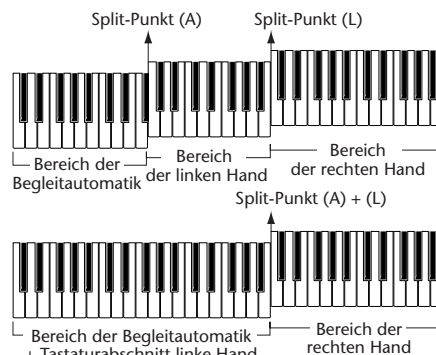 Split-Punkt (A)
Split-Punkt (L)
Bereich der
Begleitautomatik
Bereich
der linken Hand
Bereich
der rechten Hand
Split-Punkt (A) + (L)
Bereich der Begleitautomatik
+ Tastaturabschnitt linke Hand
Bereich der
rechten Hand